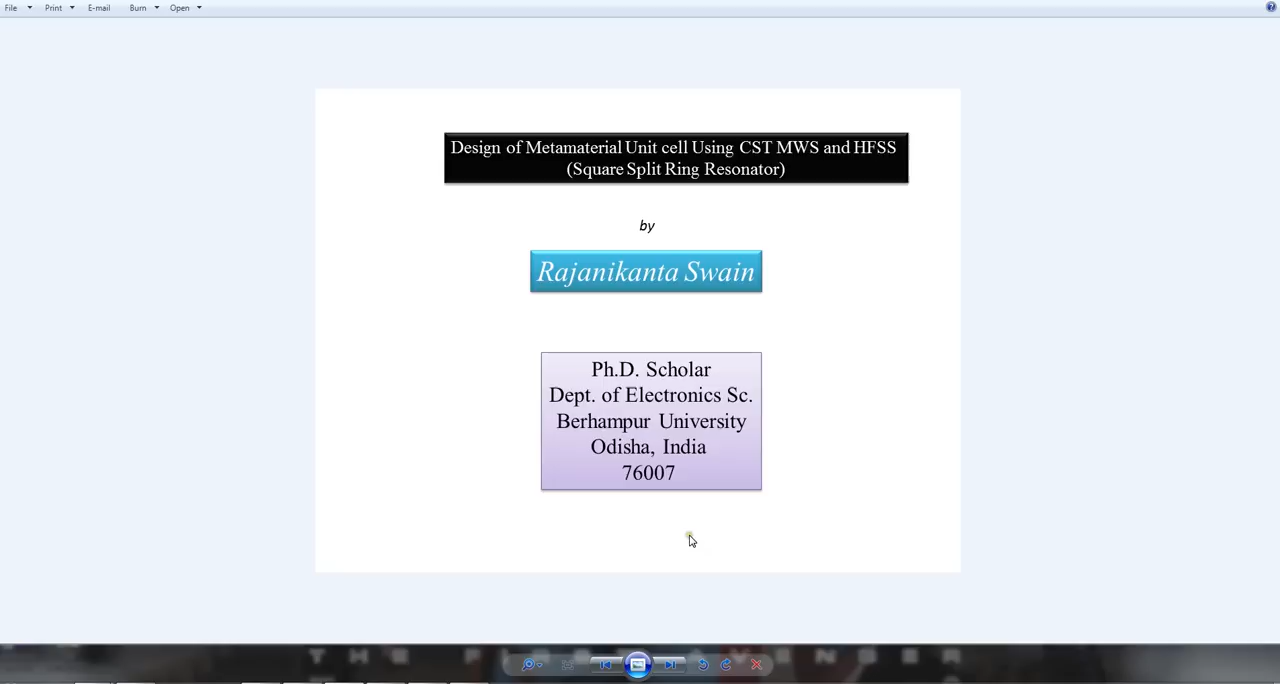 File Print E-mail Burn Open
Design of Metamaterial Unit cell Using CST MWS and HFSS
(Square Split Ring Resonator)
by
Rajanikanta Swain
Ph.D. Scholar
Dept. of Electronics Sc.
Berhampur University
Odisha, India
76007